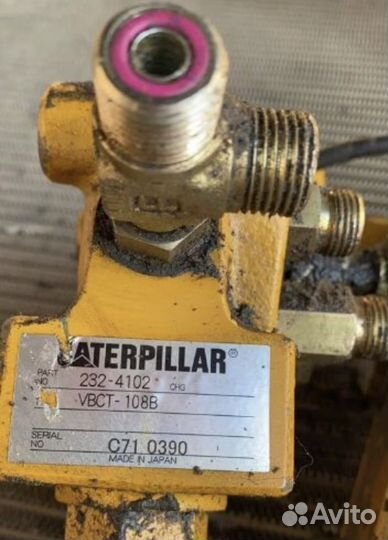 CATERPILLAR®
PART NO 232-4102 CHG
VBCT-108B
SERIAL NO C71 0390
MADE IN JAPAN
Avito